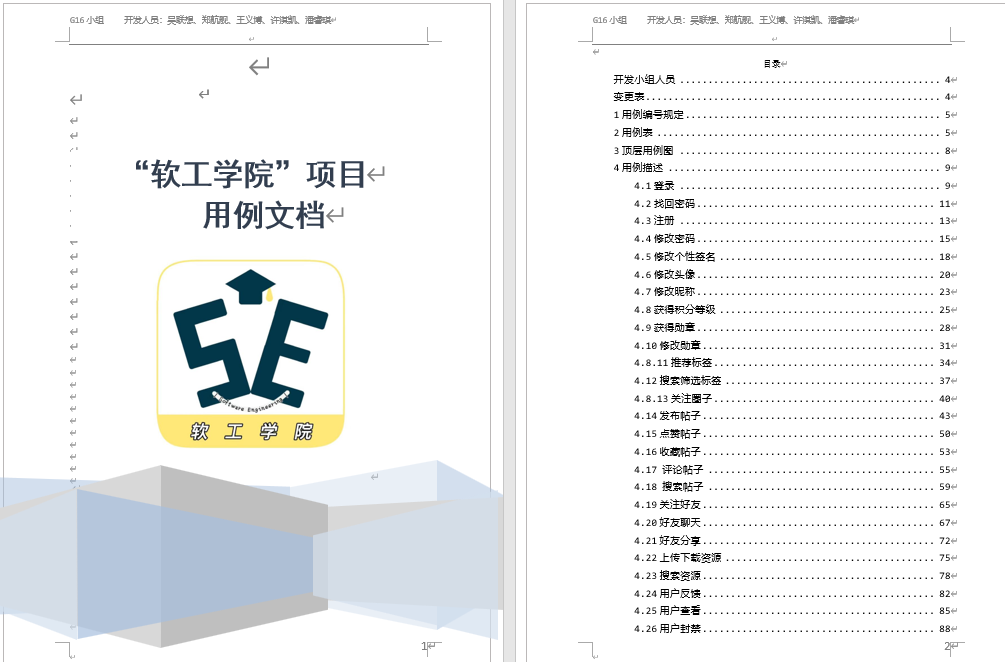 G16 小组 开发人员：吴联想、郑航舰、王义博、许淇凯、潘睿琪
“软工学院”项目
用例文档
SE
Software Engineering
软 工 学 院
1
G16 小组 开发人员：吴联想、郑航舰、王义博、许淇凯、潘睿琪
目录
开发小组人员 4
变更表 4
1 用例编号规定 5
2 用例表 5
3 顶层用例图 8
4 用例描述 9
4.1 登录 9
4.2 找回密码 11
4.3 注册 13
4.4 修改密码 15
4.5 修改个性签名 18
4.6 修改头像 20
4.7 修改昵称 23
4.8 获得积分等级 25
4.9 获得勋章 28
4.10 修改勋章 31
4.8.11 推荐标签 34
4.12 搜索筛选标签 37
4.8.13 关注圈子 40
4.14 发布帖子 43
4.15 点赞帖子 50
4.16 收藏帖子 53
4.17 评论帖子 55
4.18 搜索帖子 59
4.19 关注好友 65
4.20 好友聊天 67
4.21 好友分享 72
4.22 上传下载资源 75
4.23 搜索资源 78
4.24 用户反馈 82
4.25 用户查看 85
4.26 用户封禁 88
2